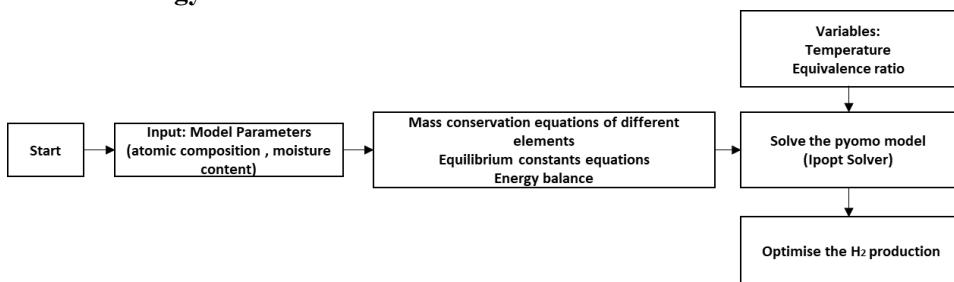 Start
Input: Model Parameters
(atomic composition , moisture
content)
Mass conservation equations of different
elements
Equilibrium constants equations
Energy balance
Variables:
Temperature
Equivalence ratio
Solve the pyomo model
(Ipopt Solver)
Optimise the H₂ production